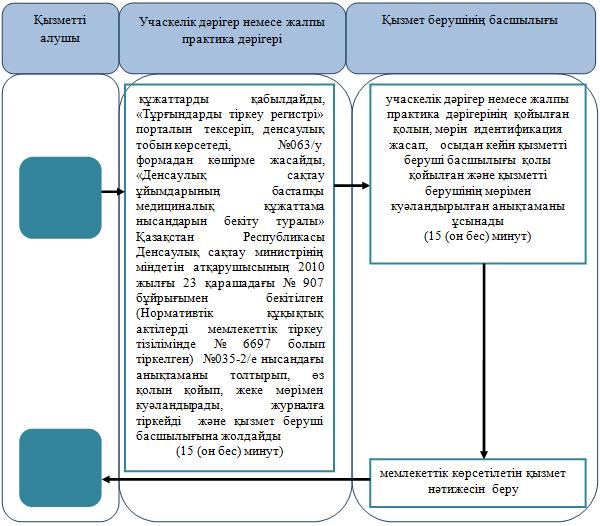 Қызметті
алушы
Учаскелік дәрігер немесе жалпы
практика дәрігері
Қызмет берушінің басшылығы
құжаттарды қабылдайды,
«Тұрғындарды тіркеу регистрі»
порталын тексеріп, денсаулық
тобын көрсетеді, №063/у
формадан көшірме жасайды,
«Денсаулық сақтау
ұйымдарының бастапқы
медициналық құжаттама
нысандарын бекіту туралы»
Қазақстан Республикасы
Денсаулық сақтау министрінің
міндетін атқарушысының 2010
жылғы 23 қарашадағы № 907
бұйрығымен бекітілген
(Нормативтік құқықтық
актілерді мемлекеттік тіркеу
тізілімінде № 6697 болып
тіркелген) №035-2/е нысандағы
анықтаманы толтырып, өз
қолын қойып, жеке мөрімен
куәландырады, журналға
тіркейді және қызмет беруші
басшылығына жолдайды
(15 (он бес) минут)
учаскелік дәрігер немесе жалпы
практика дәрігерінің қойылған
қолын, мөрін идентификация
жасап, осыдан кейін қызметті
беруші басшылығы қолы
қойылған және қызметті
берушінің мөрімен
куәландырылған анықтаманы
ұсынады
(15 (он бес) минут)
мемлекеттік көрсетілетін қызмет
нәтижесін беру